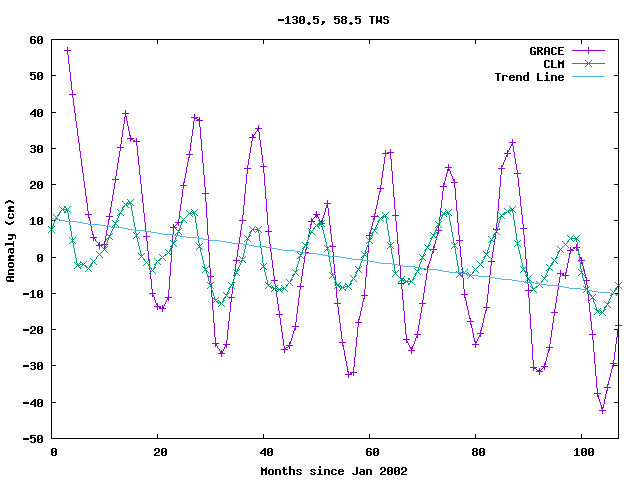 -130.5, 58.5 TWS
GRACE
CLM
Trend Line
Anomaly (cm)
60
50
40
30
20
10
0
-10
-20
-30
-40
-50
0 20 40 60 80 100
Months since Jan 2002